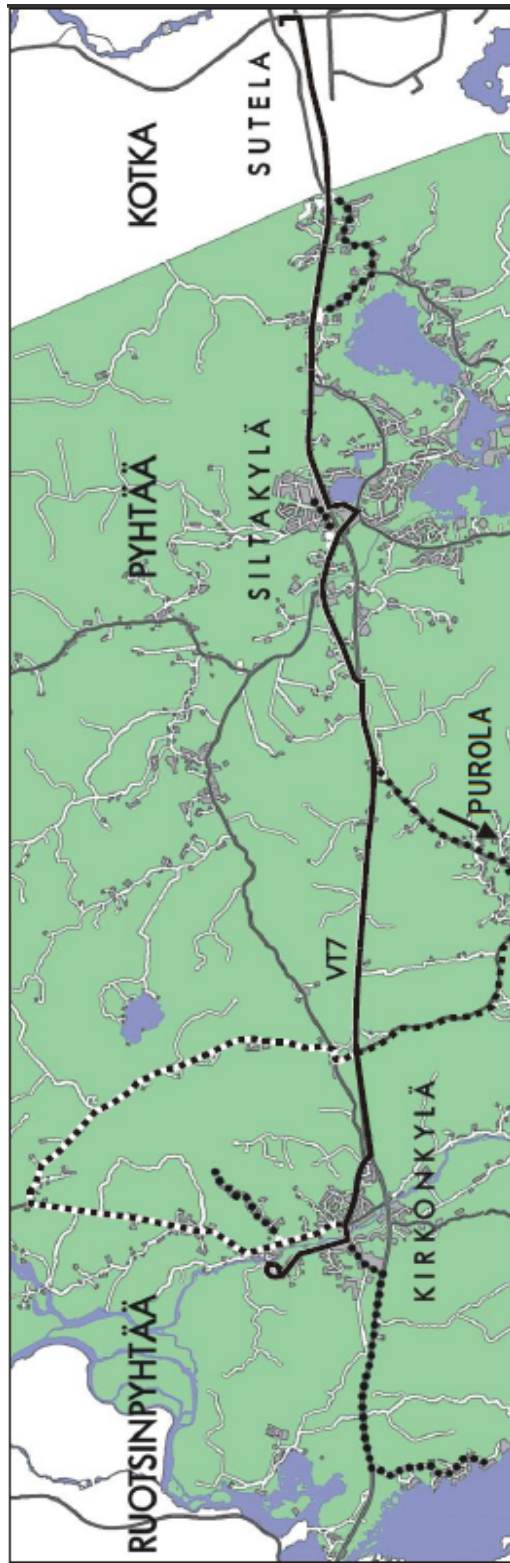 RUOTSINPYHTÄÄ
PYHTÄÄ
KOTKA
KIRKONKYLÄ
VT7
SILTAKYLÄ
SUTELA
PUROLA